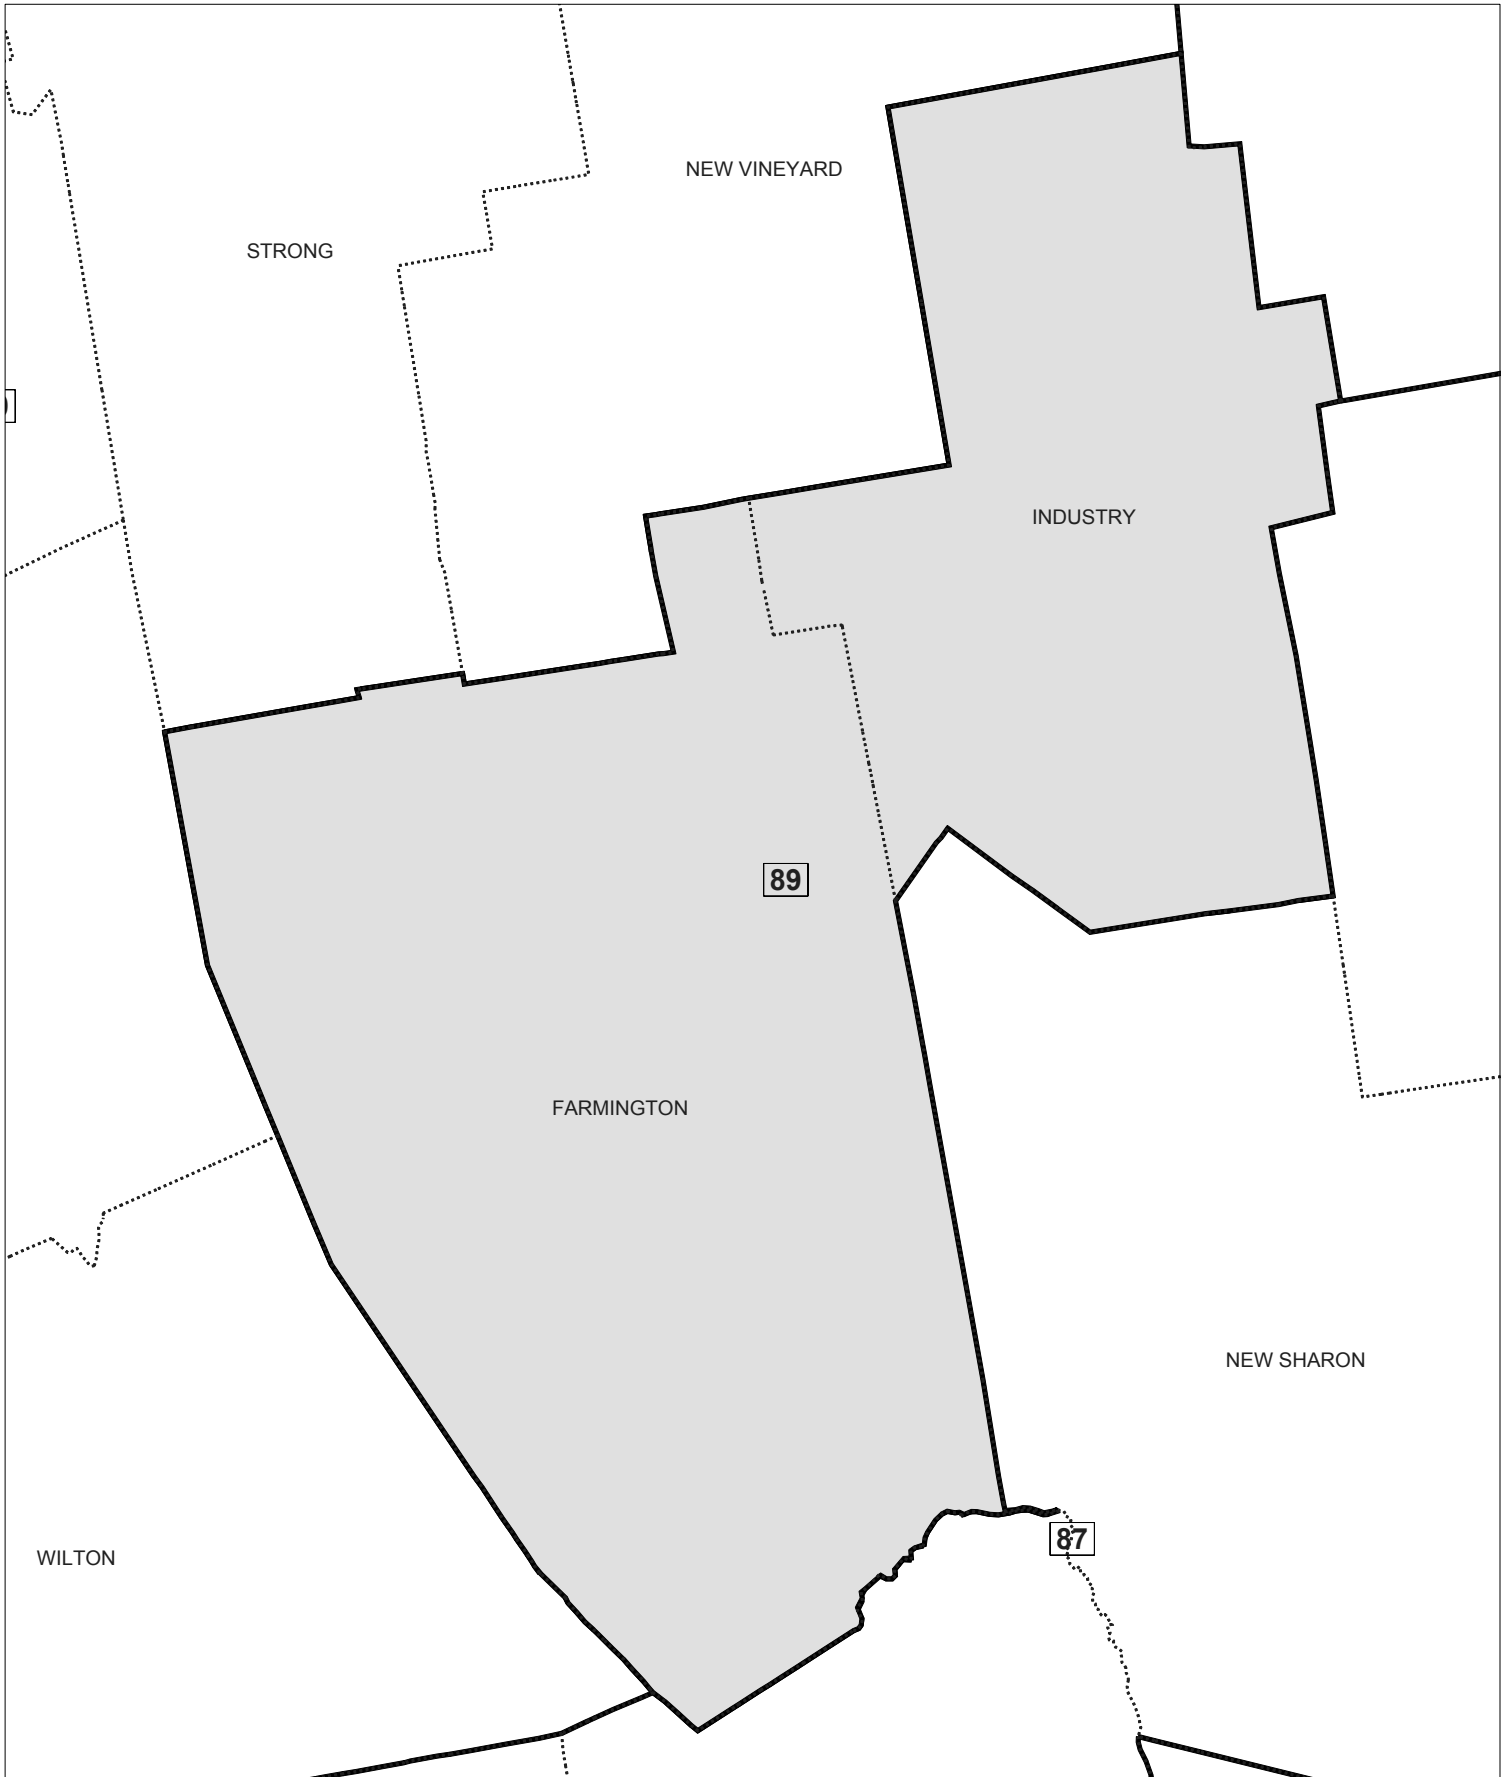 NEW VINEYARD
STRONG
INDUSTRY
89
FARMINGTON
NEW SHARON
87
WILTON